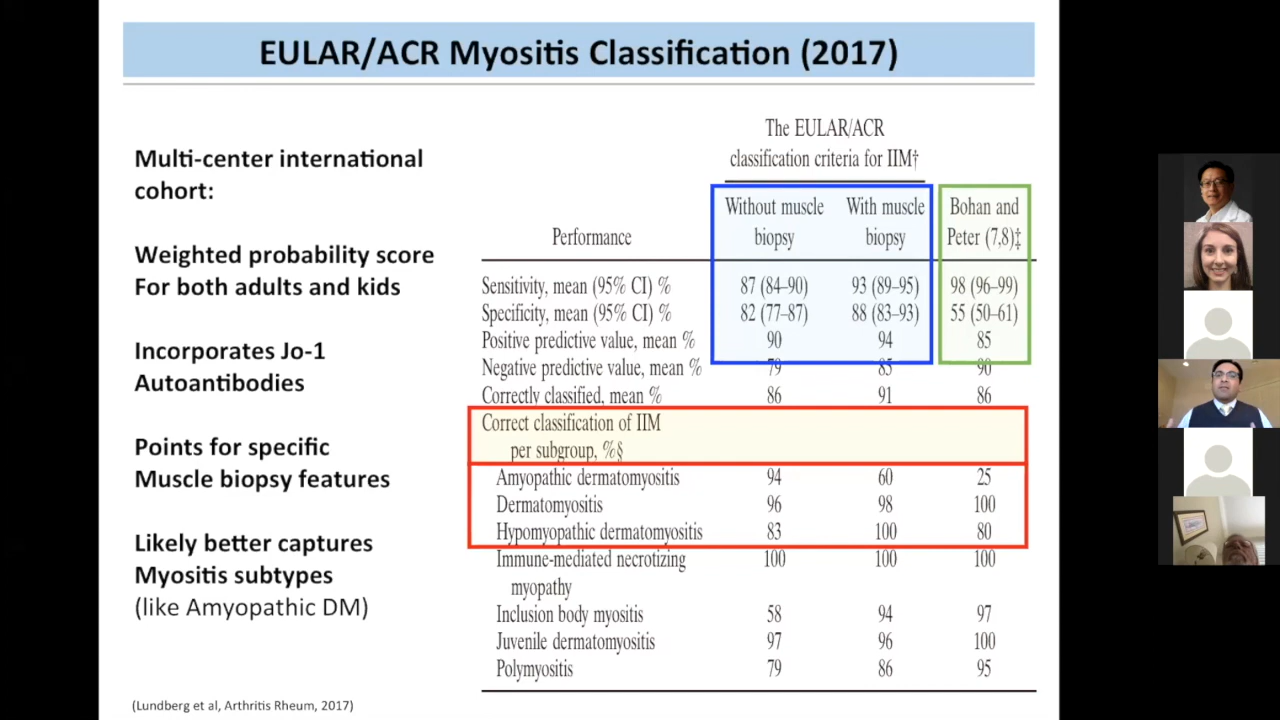 EULAR/ACR Myositis Classification (2017)
Multi-center international
cohort:
Weighted probability score
For both adults and kids
Incorporates Jo-1
Autoantibodies
Points for specific
Muscle biopsy features
Likely better captures
Myositis subtypes
(like Amyopathic DM)
(Lundberg et al, Arthritis Rheum, 2017)
The EULAR/ACR
classification criteria for IIM†
Without muscle With muscle Bohan and
Performance biopsy biopsy Peter (7,8)‡
Sensitivity, mean (95% CI) % 87 (84–90) 93 (89–95) 98 (96–99)
Specificity, mean (95% CI) % 82 (77–87) 88 (83–93) 55 (50–61)
Positive predictive value, mean % 90 94 85
Negative predictive value, mean % 79 85 90
Correctly classified, mean % 86 91 86
Correct classification of IIM
per subgroup, %§
Amyopathic dermatomyositis 94 60 25
Dermatomyositis 96 98 100
Hypomyopathic dermatomyositis 83 100 80
Immune-mediated necrotizing 100 100 100
myopathy
Inclusion body myositis 58 94 97
Juvenile dermatomyositis 97 96 100
Polymyositis 79 86 95